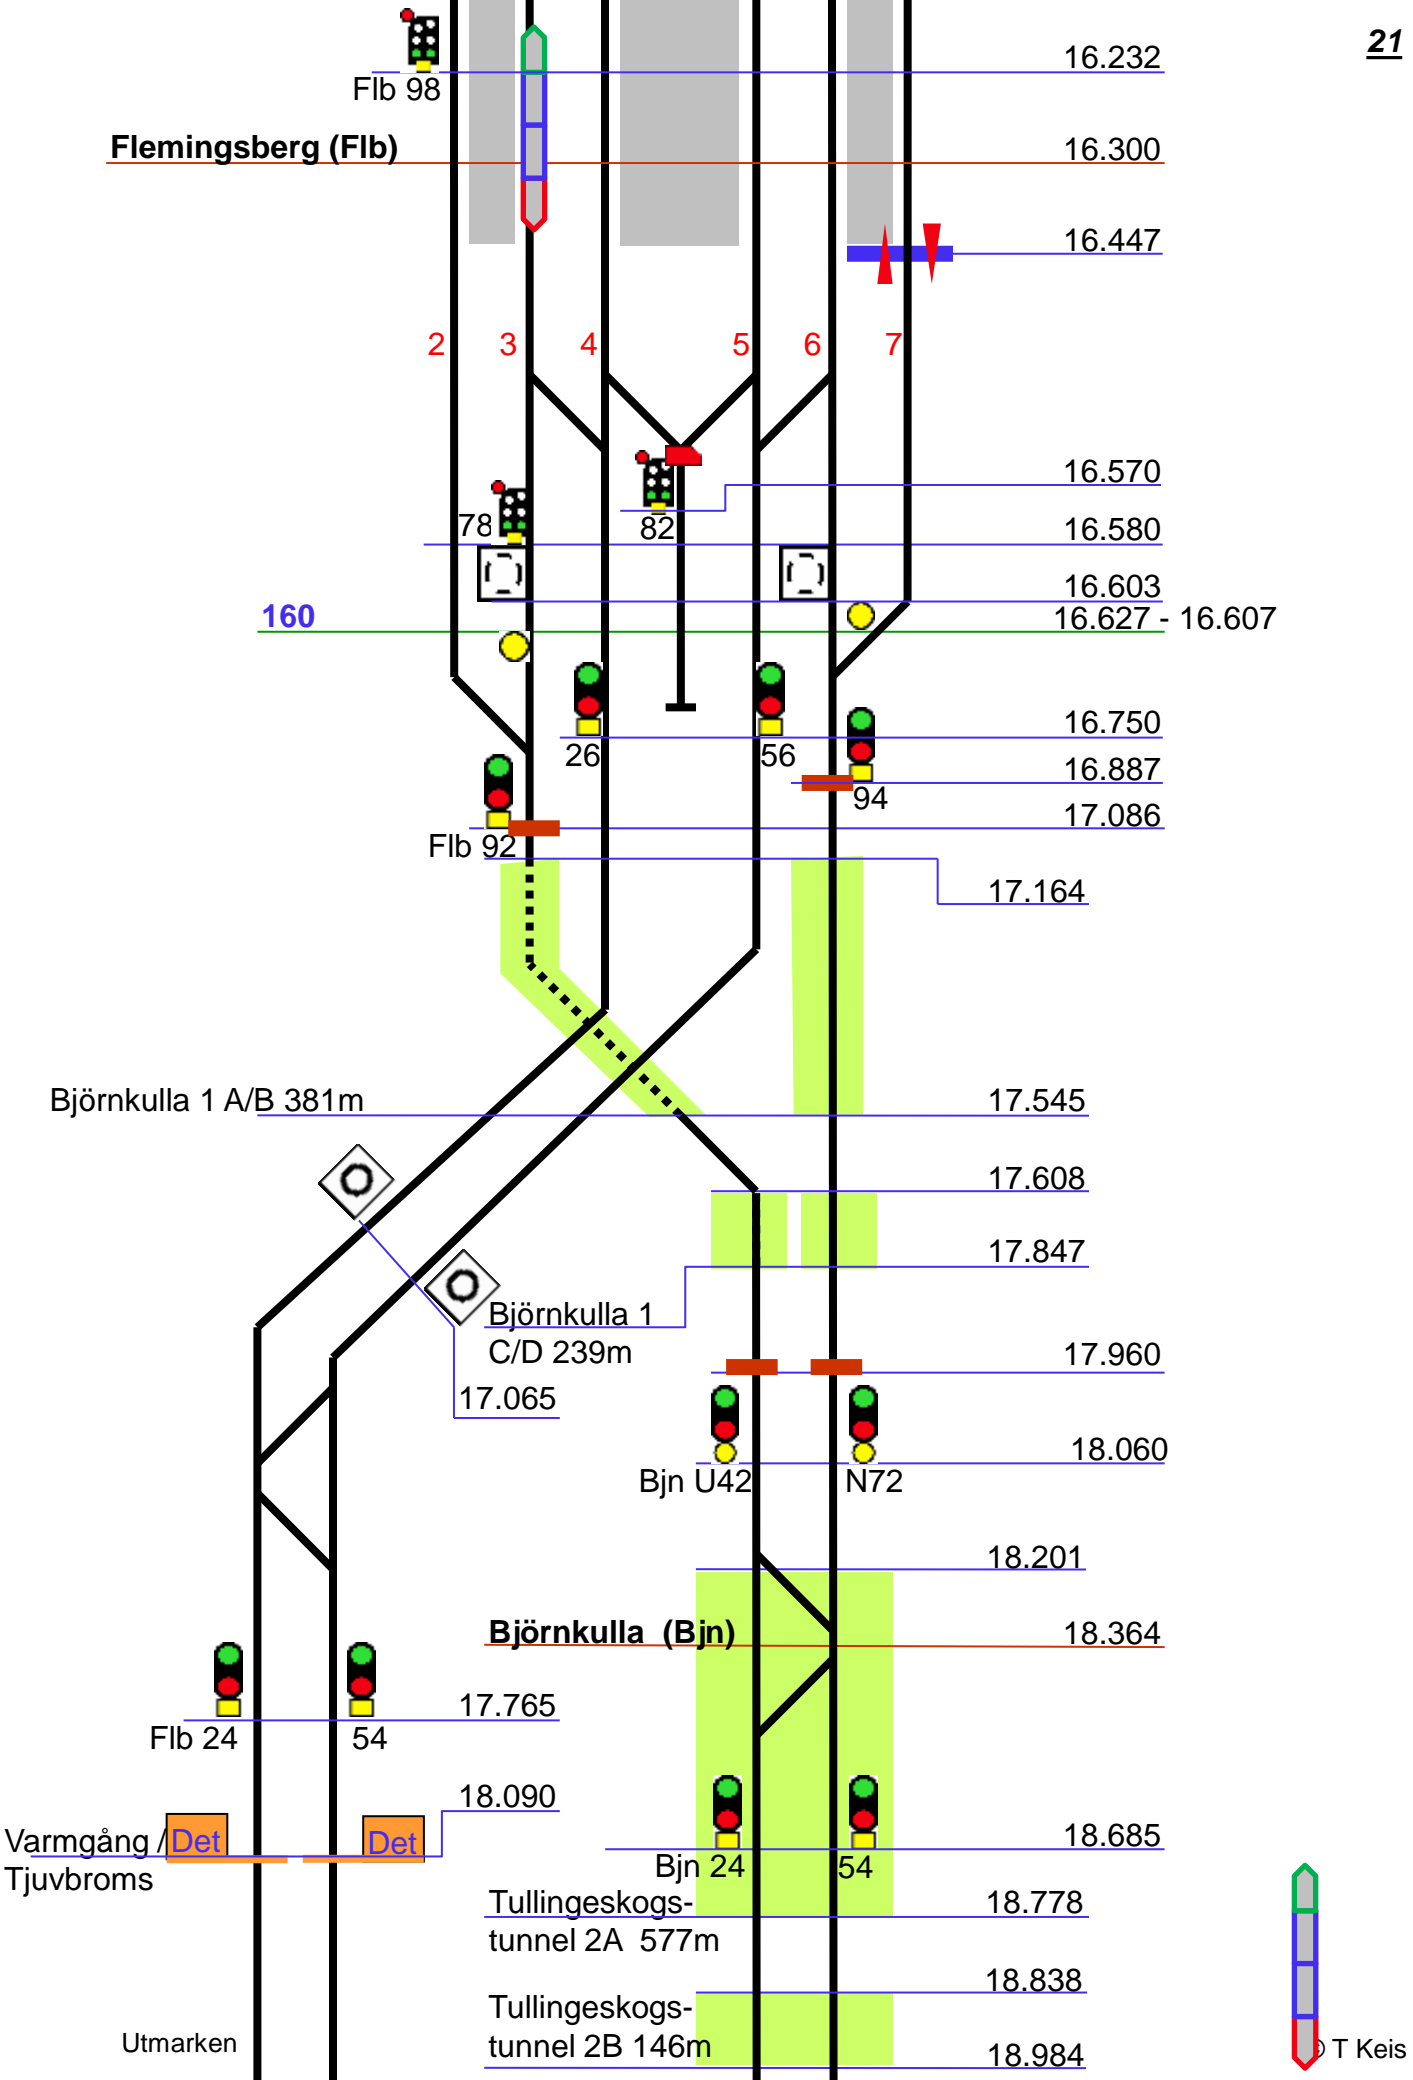 21
16.232
Flb 98
Flemingsberg (Flb)
16.300
16.447
2 3 4 5 6 7
16.570
78
82
16.580
16.603
160
16.627 - 16.607
16.750
26
56
16.887
94
17.086
Flb 92
17.164
Björnkulla 1 A/B 381m
17.545
17.608
17.847
Björnkulla 1
C/D 239m
17.960
17.065
18.060
Bjn U42
N72
18.201
Björnkulla (Bjn)
18.364
17.765
Flb 24
54
18.090
Varmgång /
Tjuvbroms
Det
Det
18.685
Bjn 24
54
Tullingeskogs-
tunnel 2A 577m
18.778
18.838
Tullingeskogs-
tunnel 2B 146m
18.984
Utmarken
© T Keis